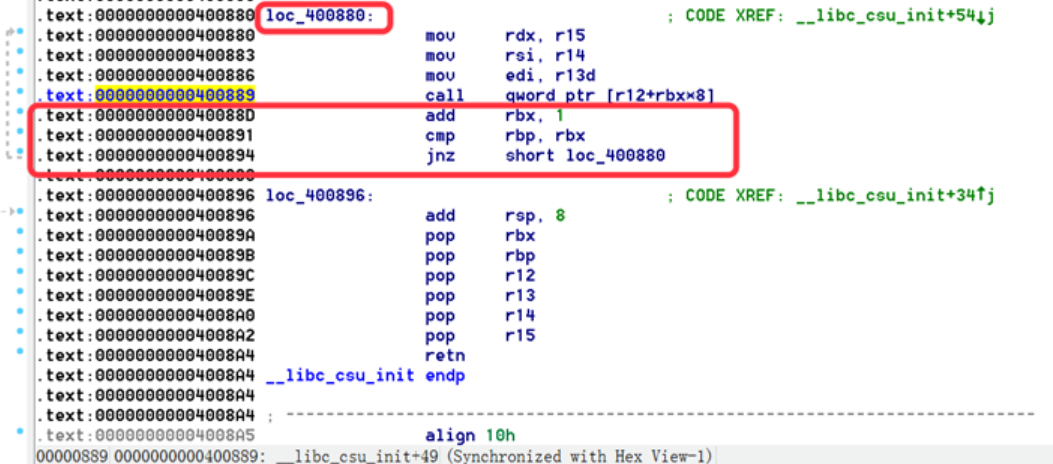 .text:0000000000400880 loc_400880: ; CODE XREF: __libc_csu_init+54↓j
.text:0000000000400880 mov rdx, r15
.text:0000000000400883 mov rsi, r14
.text:0000000000400886 mov edi, r13d
.text:0000000000400889 call qword ptr [r12+rbx*8]
.text:000000000040088D add rbx, 1
.text:0000000000400891 cmp rbp, rbx
.text:0000000000400894 jnz short loc_400880
.text:0000000000400896 loc_400896: ; CODE XREF: __libc_csu_init+34↑j
.text:0000000000400896 add rsp, 8
.text:000000000040089A pop rbx
.text:000000000040089B pop rbp
.text:000000000040089C pop r12
.text:000000000040089E pop r13
.text:00000000004008A0 pop r14
.text:00000000004008A2 pop r15
.text:00000000004008A4 retn
.text:00000000004008A4 __libc_csu_init endp
.text:00000000004008A4
.text:00000000004008A4 ; ---------------------------------------------------------------------------
.text:00000000004008A5 align 10h
00000889 0000000000400889: __libc_csu_init+49 (Synchronized with Hex View-1)